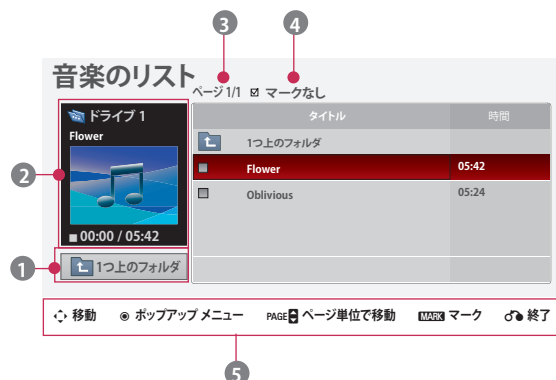 3 4
音楽のリスト
ページ 1/1 マークなし
ドライブ 1
Flower
00:00 / 05:42
1つ上のフォルダ
タイトル 時間
1つ上のフォルダ
Flower 05:42
Oblivious 05:24
2
1
移動 ポップアップ メニュー PAGE ページ単位で移動 MARK マーク 終了
5